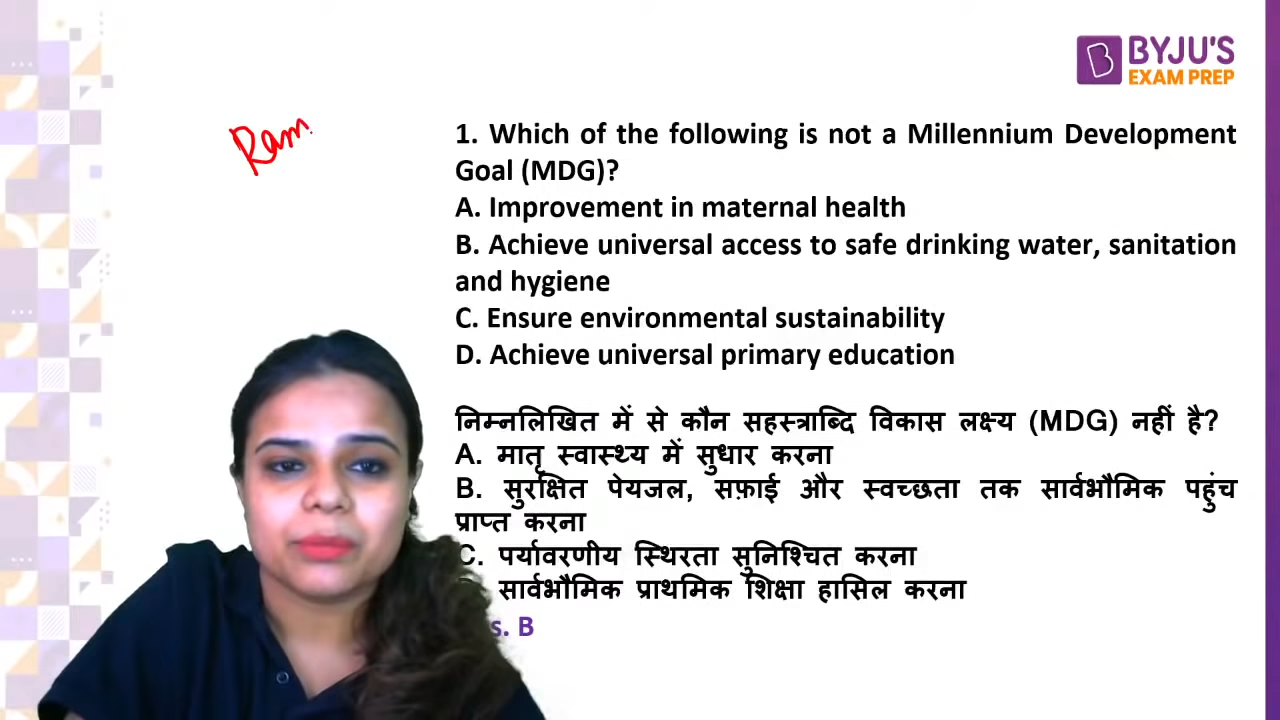 BYJU'S
EXAM PREP
Ram
1. Which of the following is not a Millennium Development
Goal (MDG)?
A. Improvement in maternal health
B. Achieve universal access to safe drinking water, sanitation
and hygiene
C. Ensure environmental sustainability
D. Achieve universal primary education
निम्नलिखित में से कौन सहस्त्राब्दि विकास लक्ष्य (MDG) नहीं है?
A. मातृ स्वास्थ्य में सुधार करना
B. सुरक्षित पेयजल, सफ़ाई और स्वच्छता तक सार्वभौमिक पहुंच
प्राप्त करना
C. पर्यावरणीय स्थिरता सुनिश्चित करना
सार्वभौमिक प्राथमिक शिक्षा हासिल करना
s. B